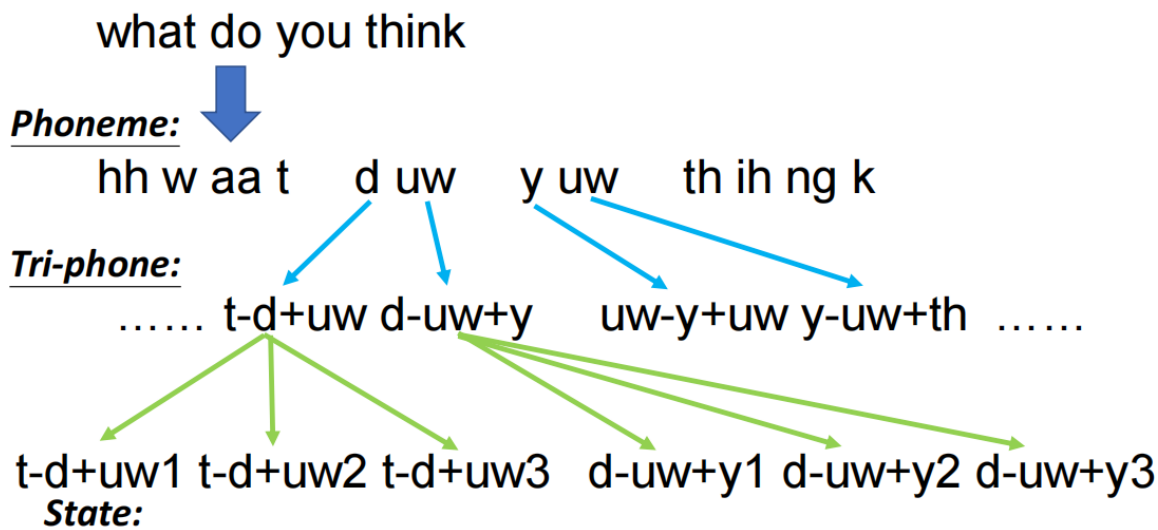 what do you think
Phoneme:
hh w aa t d uw y uw th ih ng k
Tri-phone:
…… t-d+uw d-uw+y uw-y+uw y-uw+th ……
t-d+uw1 t-d+uw2 t-d+uw3 d-uw+y1 d-uw+y2 d-uw+y3
State: